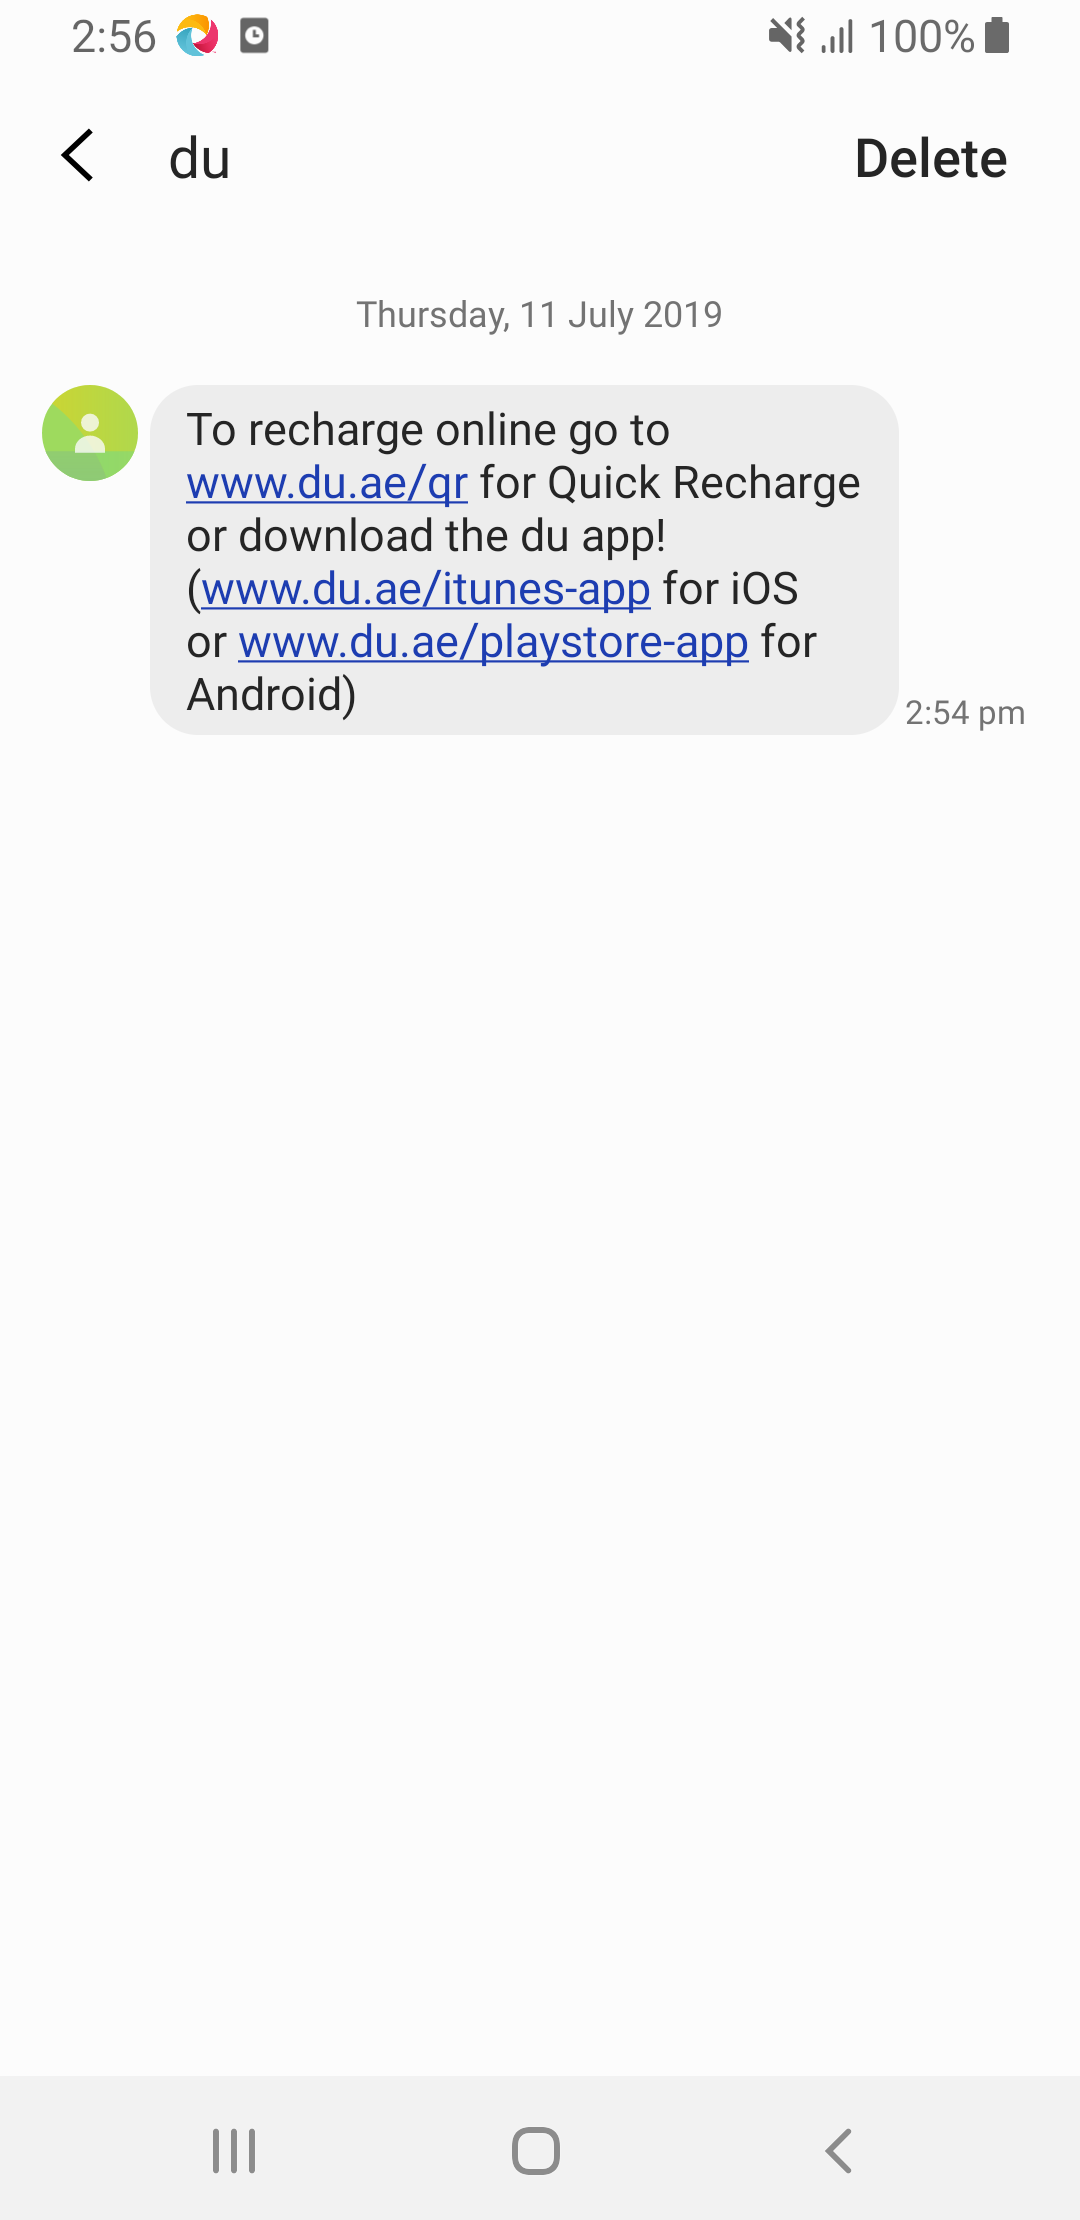 2:56
100%
du
Delete
Thursday, 11 July 2019
To recharge online go to
www.du.ae/qr for Quick Recharge
or download the du app!
(www.du.ae/itunes-app for iOS
or www.du.ae/playstore-app for
Android)
2:54 pm